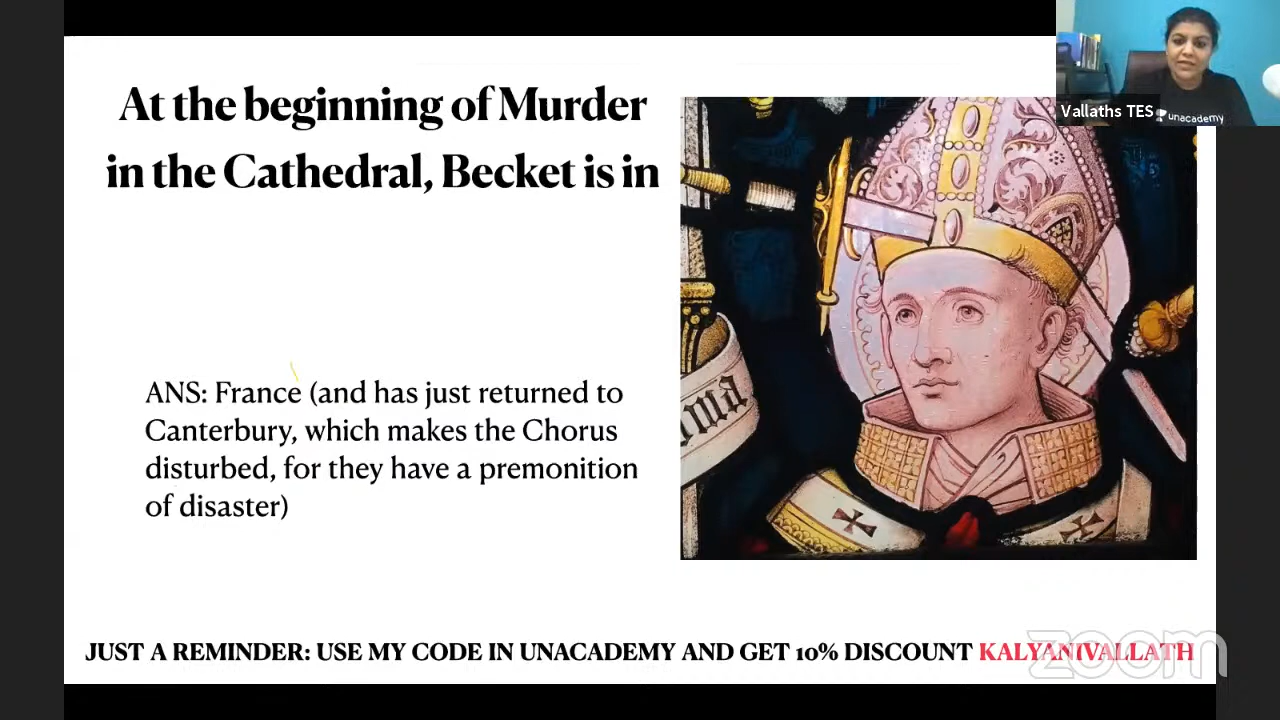 At the beginning of Murder
in the Cathedral, Becket is in
Vallaths TES
unacademy
ANS: France (and has just returned to
Canterbury, which makes the Chorus
disturbed, for they have a premonition
of disaster)
JUST A REMINDER: USE MY CODE IN UNACADEMY AND GET 10% DISCOUNT KALYANIVALLATH
zoom